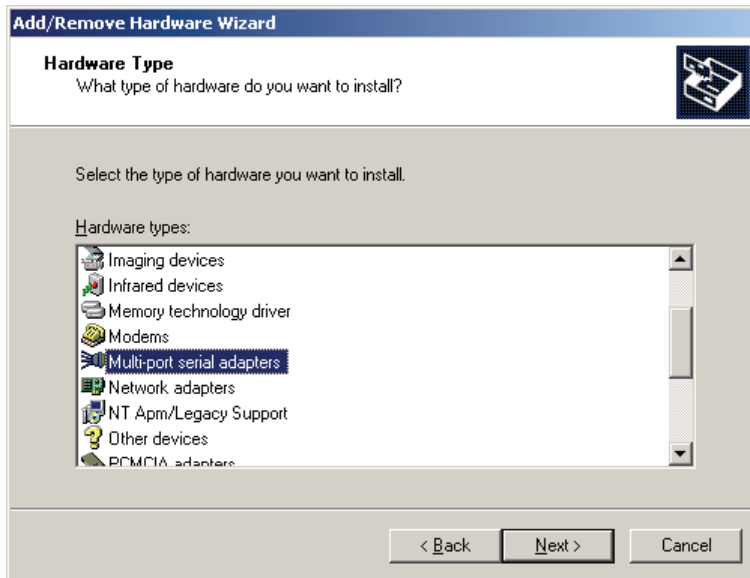 Add/Remove Hardware Wizard
Hardware Type
What type of hardware do you want to install?
Select the type of hardware you want to install.
Hardware types:
Imaging devices
Infrared devices
Memory technology driver
Modems
Multi-port serial adapters
Network adapters
NT Apm/Legacy Support
Other devices
PCMCIA adapters
< Back
Next >
Cancel